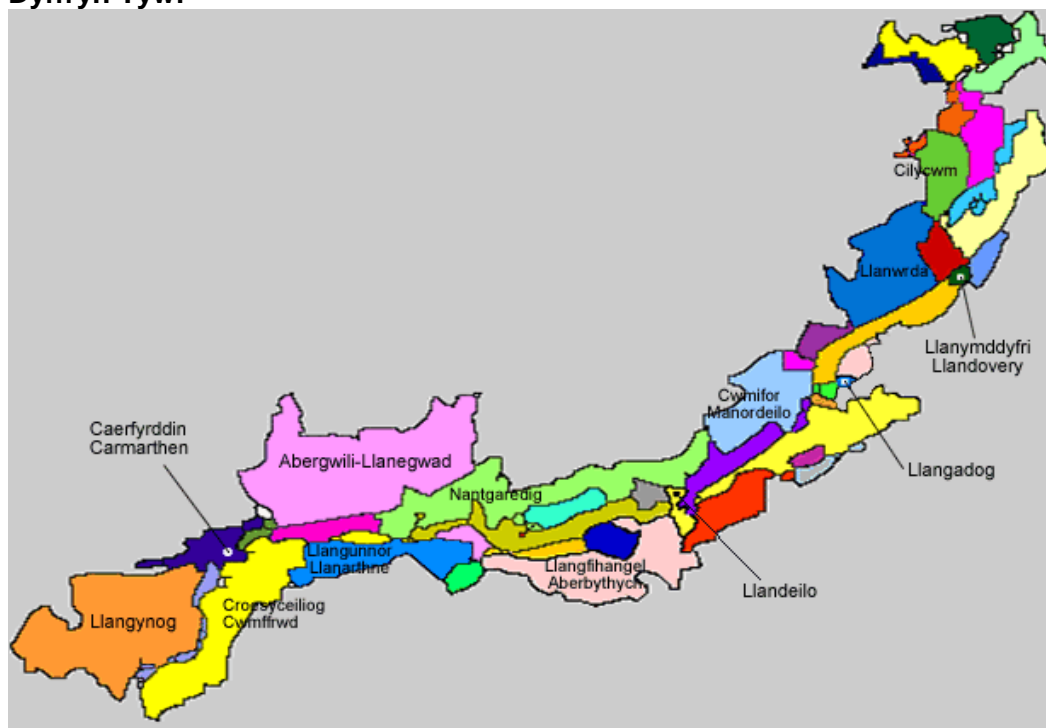 Cilycwm
Llanwrda
Llanymddyfri
Llandovery
Cwmifor
Manordeilo
Caerfyrddin
Carmarthen
Abergwili-Llanegwad
Llangadog
Nantgaredig
Llangunnor
Llanarthne
Llangfihangel
Aberbythych
Llandeilo
Croesyceiliog
Cwmffrwd
Llangynog